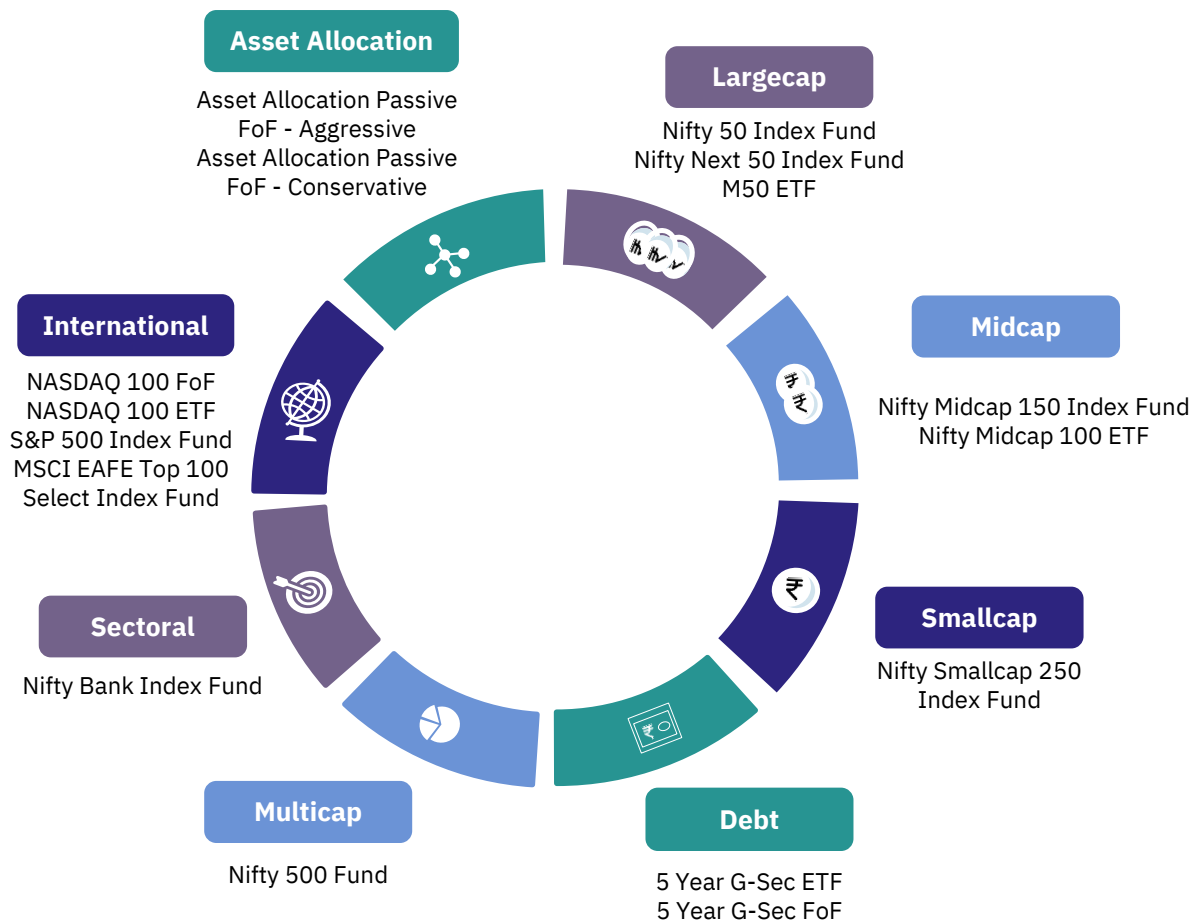 Asset Allocation
Asset Allocation Passive
FoF - Aggressive
Asset Allocation Passive
FoF - Conservative
Largecap
Nifty 50 Index Fund
Nifty Next 50 Index Fund
M50 ETF
Midcap
Nifty Midcap 150 Index Fund
Nifty Midcap 100 ETF
Smallcap
Nifty Smallcap 250
Index Fund
Debt
5 Year G-Sec ETF
5 Year G-Sec FoF
Multicap
Nifty 500 Fund
Sectoral
Nifty Bank Index Fund
International
NASDAQ 100 FoF
NASDAQ 100 ETF
S&P 500 Index Fund
MSCI EAFE Top 100
Select Index Fund